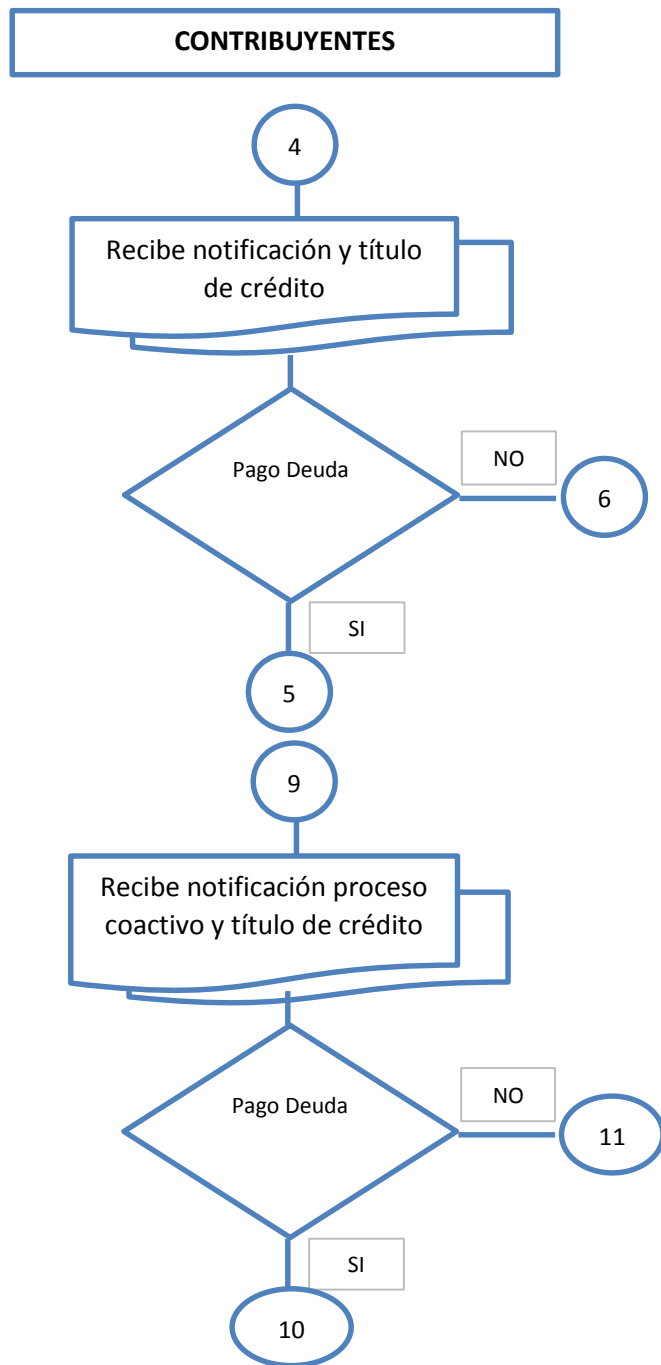 CONTRIBUYENTES
4
Recibe notificación y título
de crédito
Pago Deuda
NO
6
SI
5
9
Recibe notificación proceso
coactivo y título de crédito
Pago Deuda
NO
11
SI
10